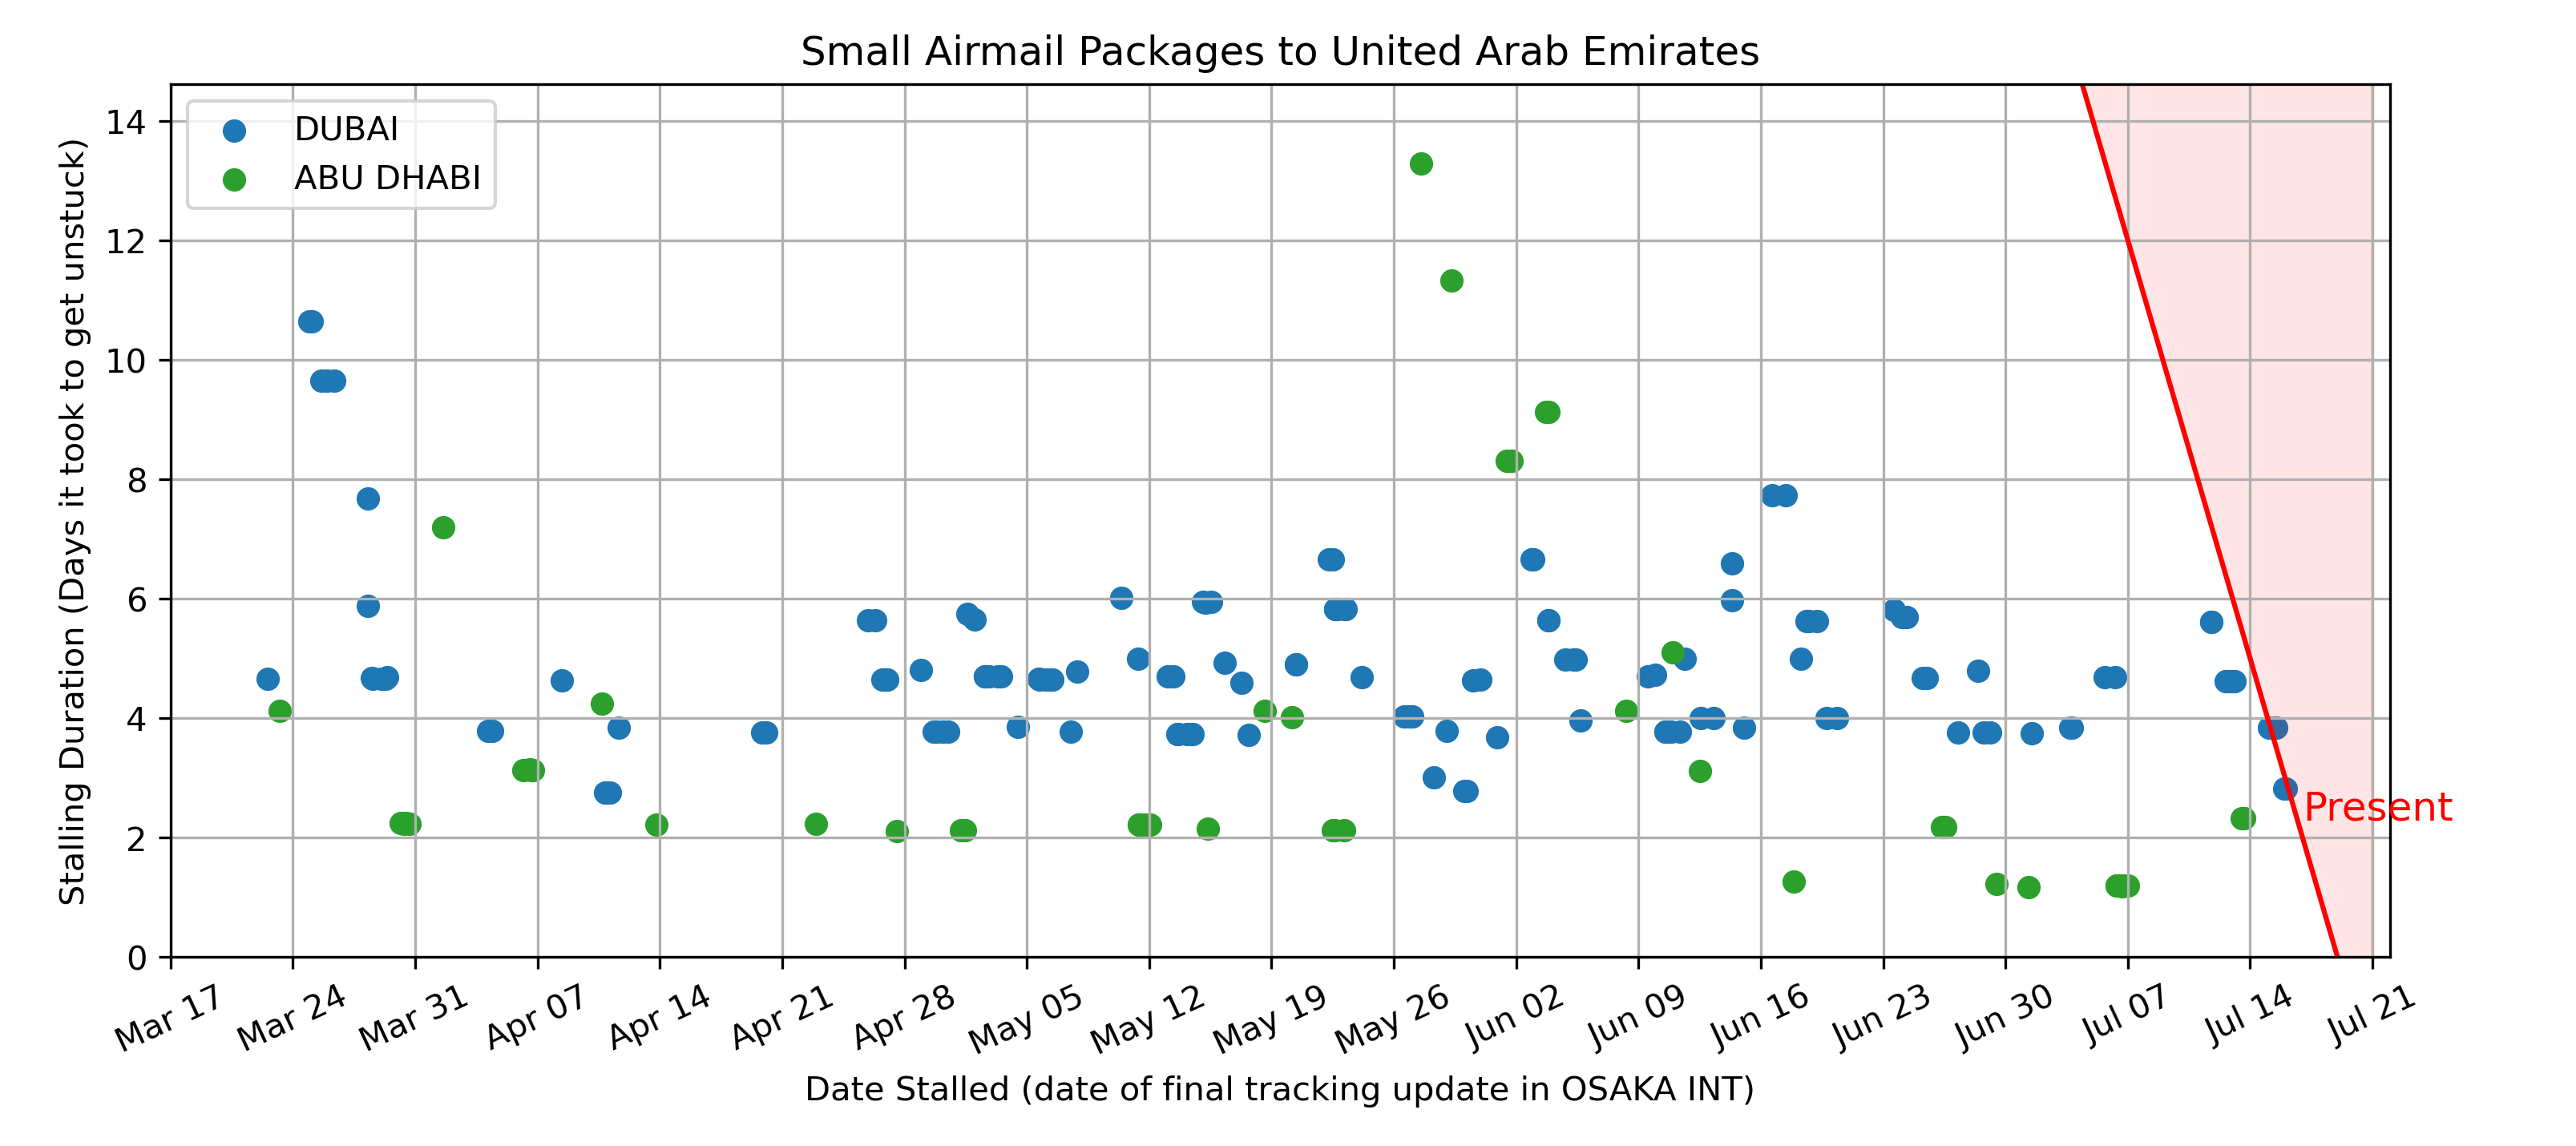 Small Airmail Packages to United Arab Emirates
DUBAI
ABU DHABI
Stalling Duration (Days it took to get unstuck)
14
12
10
8
6
4
2
0
Present
Mar 17
Mar 24
Mar 31
Apr 07
Apr 14
Apr 21
Apr 28
May 05
May 12
May 19
May 26
Jun 02
Jun 09
Jun 16
Jun 23
Jun 30
Jul 07
Jul 14
Jul 21
Date Stalled (date of final tracking update in OSAKA INT)